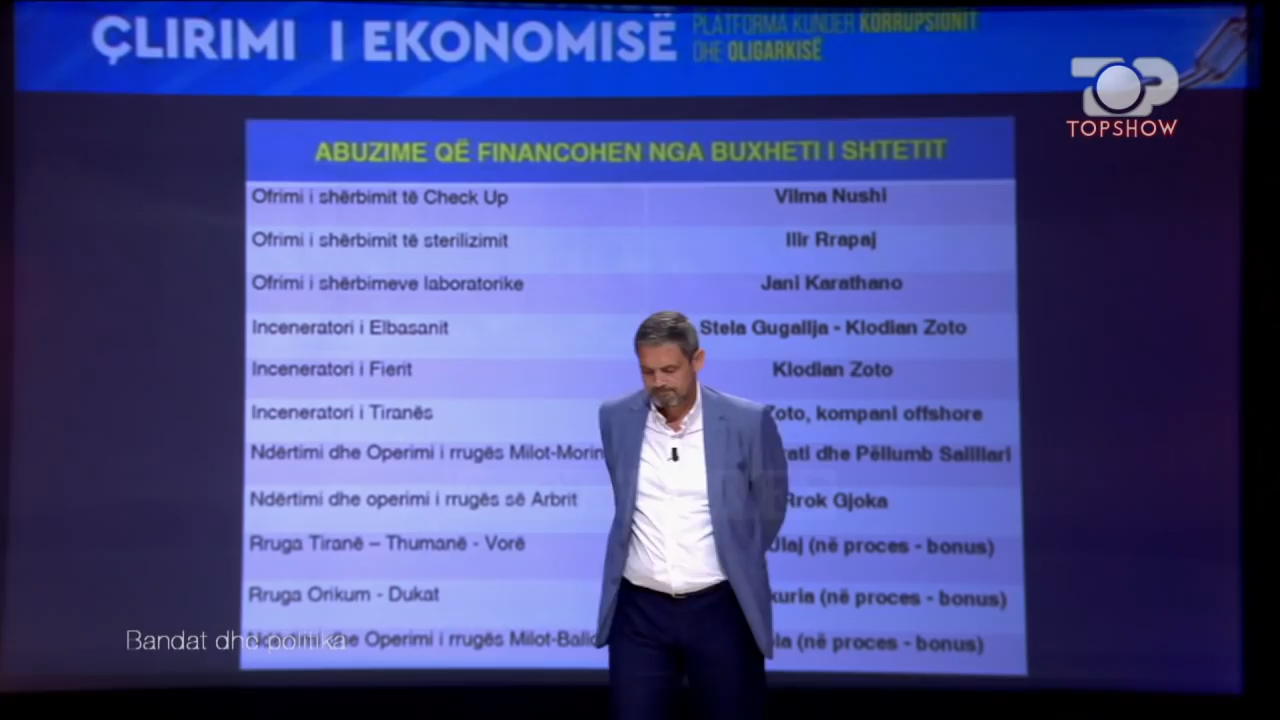 ÇLIRIMI I EKONOMISË
PLATFORMA KUNDER KORRUPSIONIT
DHE OLIGARKISË
TOPSHOW
ABUZIME QË FINANCOHEN NGA BUXHETI I SHTETIT
Ofrimi i shërbimit të Check Up Vilma Nushi
Ofrimi i shërbimit të sterilizimit Ilir Rrapaj
Ofrimi i shërbimeve laboratorike Jani Karathano
Inceneratori i Elbasanit Stela Gugallja - Klodian Zoto
Inceneratori i Fierit Klodian Zoto
Inceneratori i Tiranës Zoto, kompani offshore
Ndërtimi dhe Operimi i rrugës Milot-Morin dhe Pëllumb Salillari
Ndërtimi dhe operimi i rrugës së Arbrit Rrok Gjoka
Rruga Tiranë – Thumanë - Vorë (në proces - bonus)
Rruga Orikum - Dukat (në proces - bonus)
Operimi i rrugës (në proces - bonus)
Bandat dhe politika